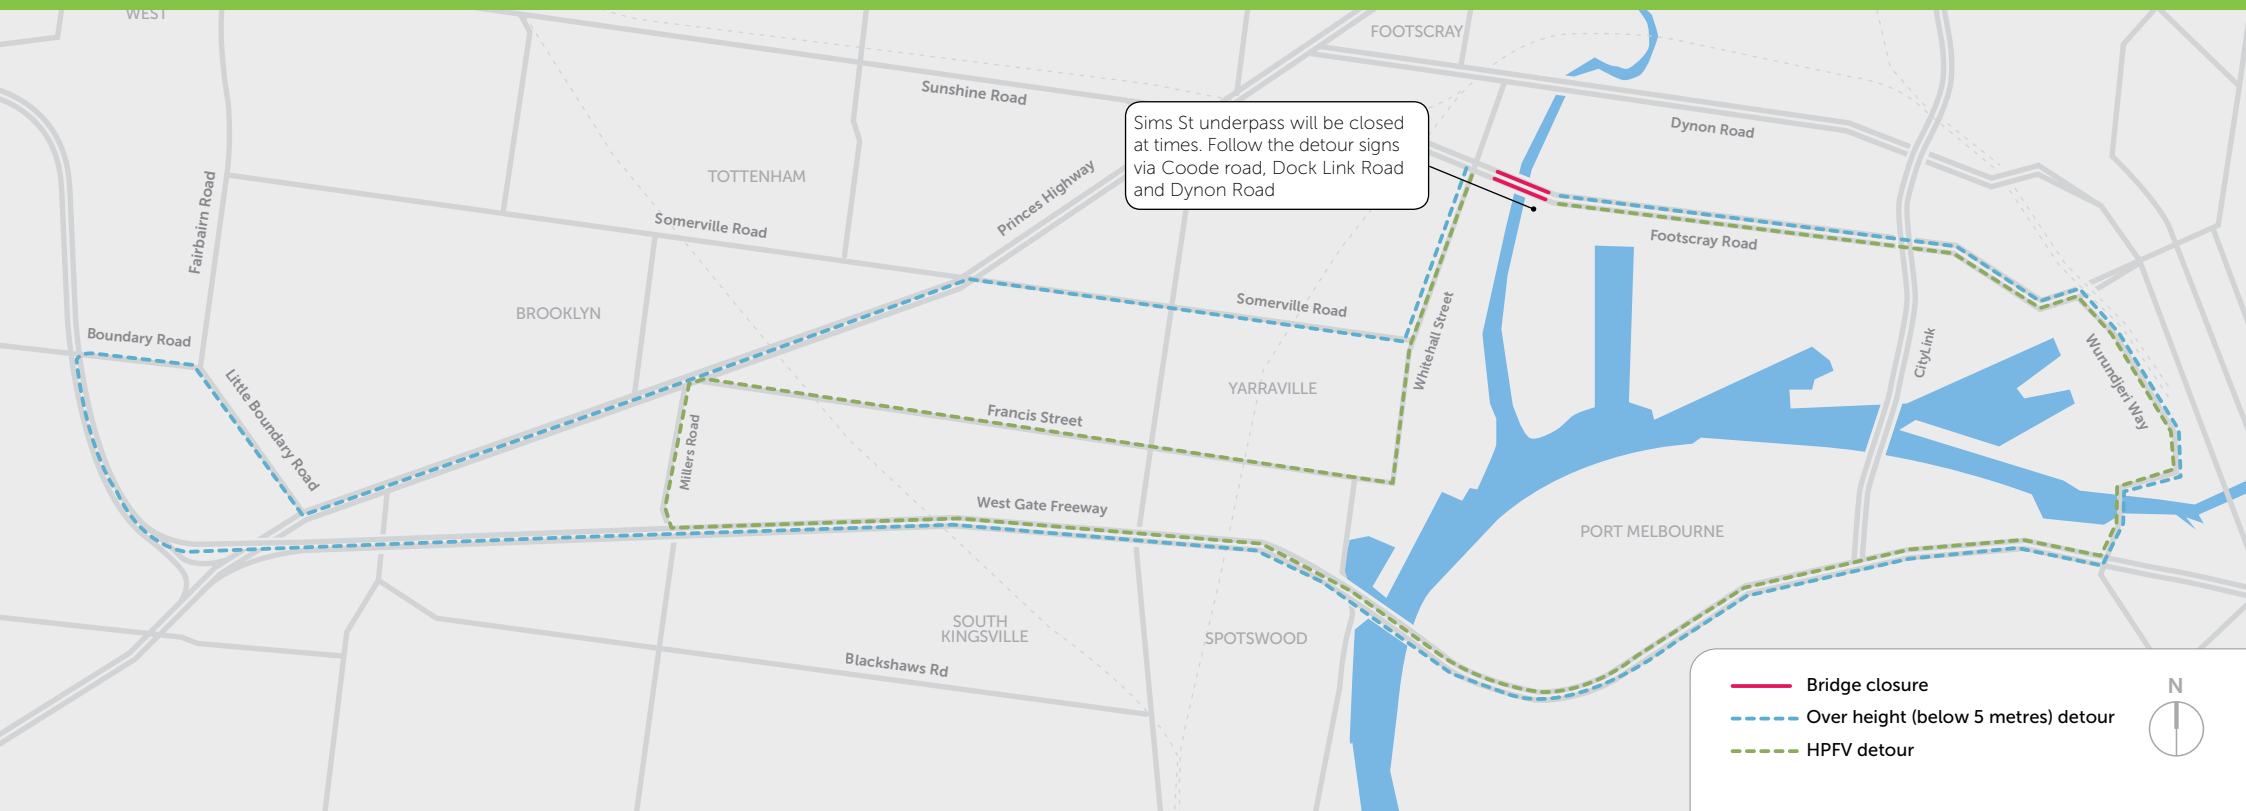 WEST
FOOTSCRAY
Sunshine Road
Sims St underpass will be closed
at times. Follow the detour signs
via Coode road, Dock Link Road
and Dynon Road
Dynon Road
TOTTENHAM
Princes Highway
Fairbairn Road
Somerville Road
Footscray Road
BROOKLYN
Somerville Road
Whitehall Street
Boundary Road
Little Boundary Road
CityLink
Wurundjeri Way
YARRAVILLE
Francis Street
Millers Road
West Gate Freeway
PORT MELBOURNE
SOUTH
KINGSVILLE
SPOTSWOOD
Blackshaws Rd
Bridge closure
Over height (below 5 metres) detour
HPFV detour
N